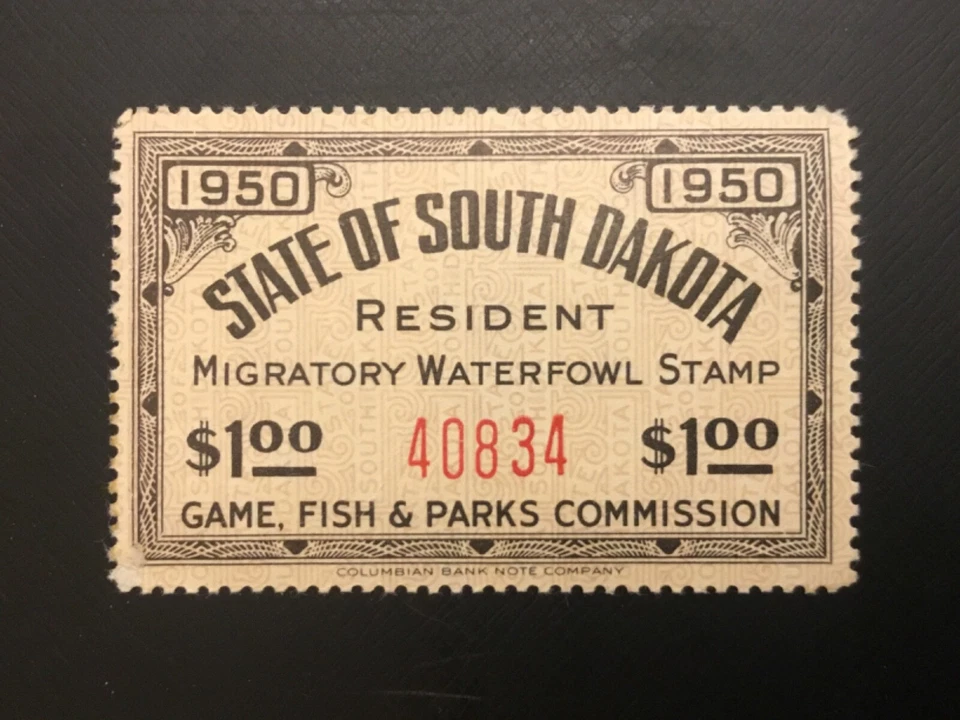 1950 1950
STATE OF SOUTH DAKOTA
RESIDENT
MIGRATORY WATERFOWL STAMP
$1.00 40834 $1.00
GAME, FISH & PARKS COMMISSION
COLUMBIAN BANK NOTE COMPANY